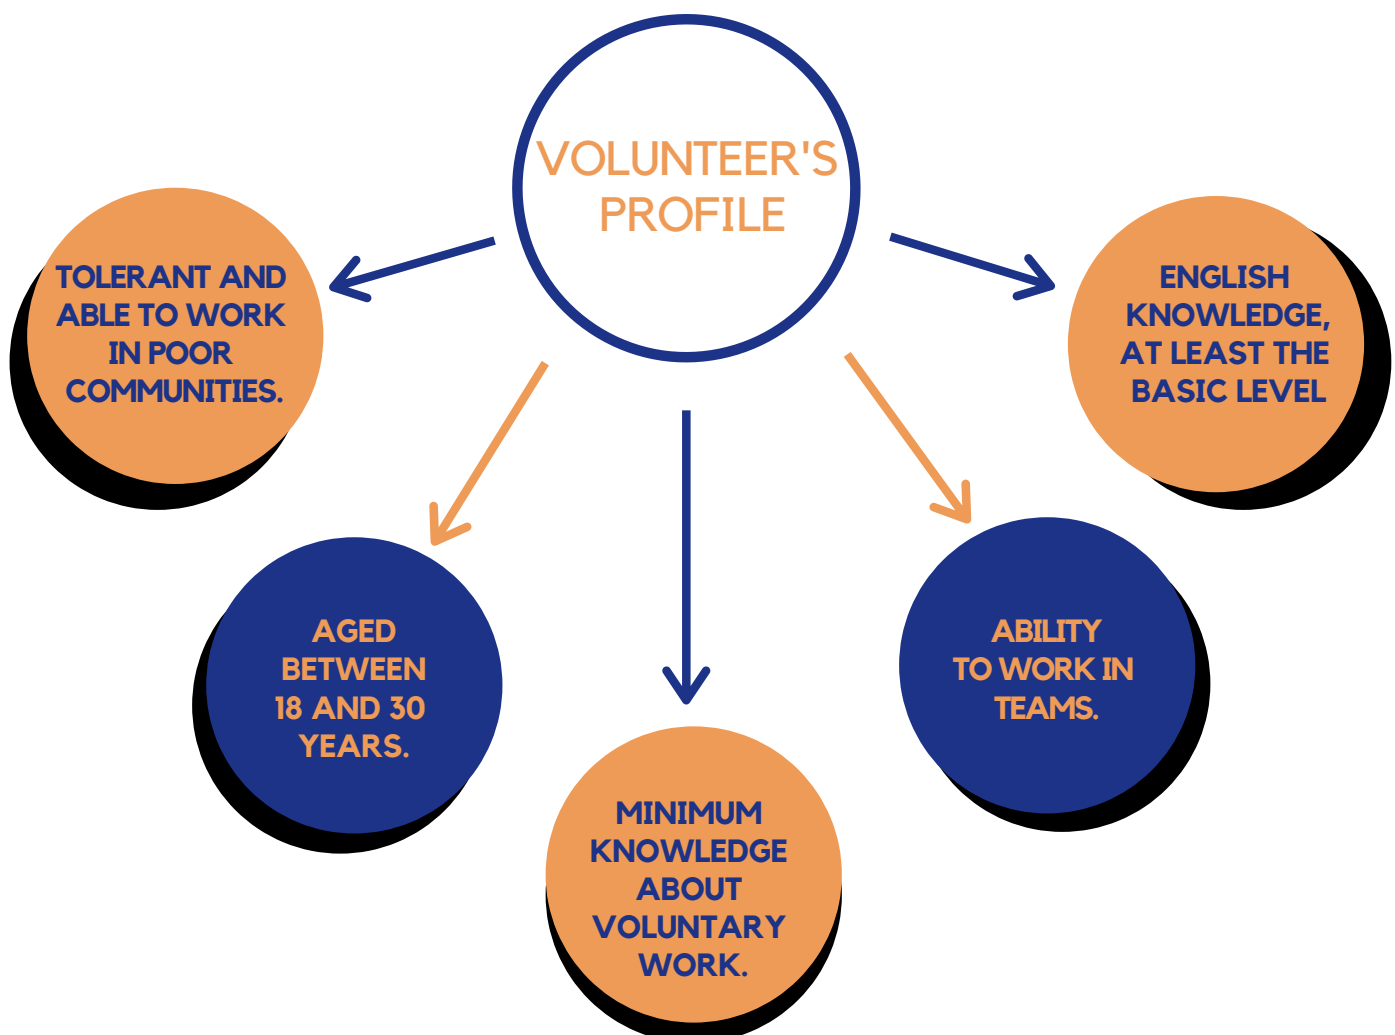 VOLUNTEER'S
PROFILE
TOLERANT AND
ABLE TO WORK
IN POOR
COMMUNITIES.
AGED
BETWEEN
18 AND 30
YEARS.
MINIMUM
KNOWLEDGE
ABOUT
VOLUNTARY
WORK.
ABILITY
TO WORK IN
TEAMS.
ENGLISH
KNOWLEDGE,
AT LEAST THE
BASIC LEVEL